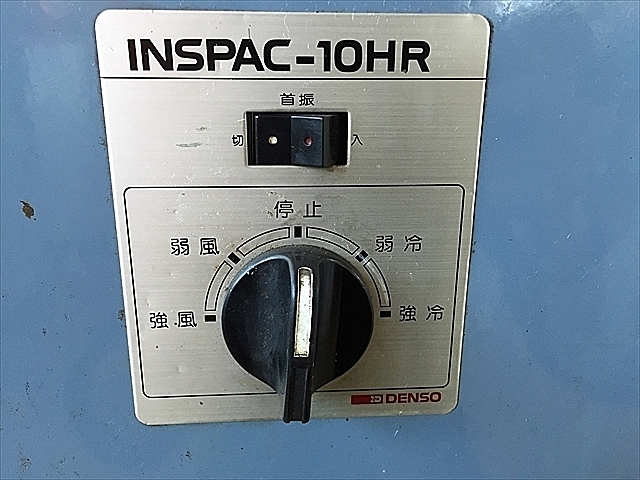 INSPAC-10HR
首振
切 入
停止
弱風 弱冷
強風 強冷
DENSO